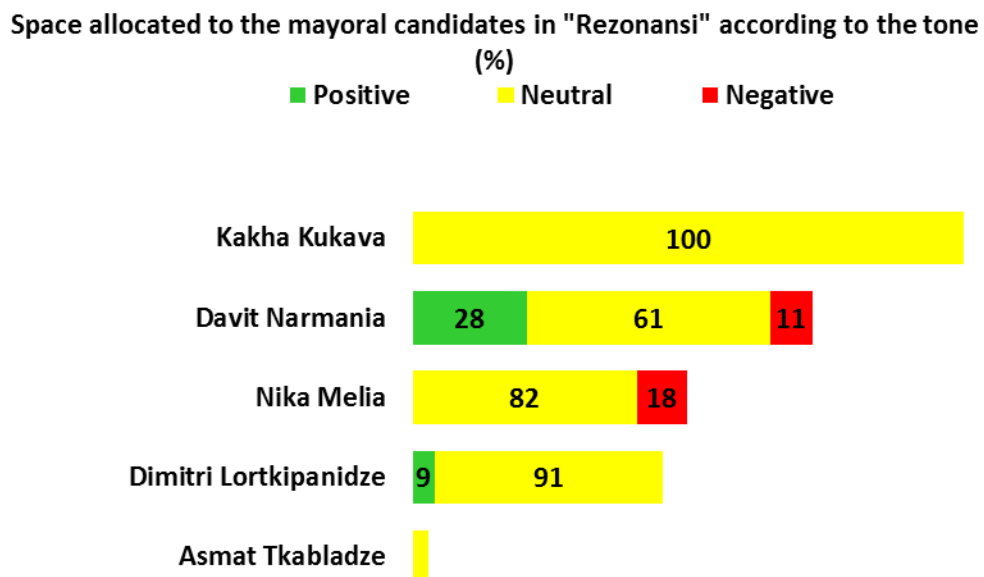 Space allocated to the mayoral candidates in "Rezonansi" according to the tone
(%)
Positive Neutral Negative
Kakha Kukava 100
Davit Narmania 28 61 11
Nika Melia 82 18
Dimitri Lortkipanidze 9 91
Asmat Tkabladze